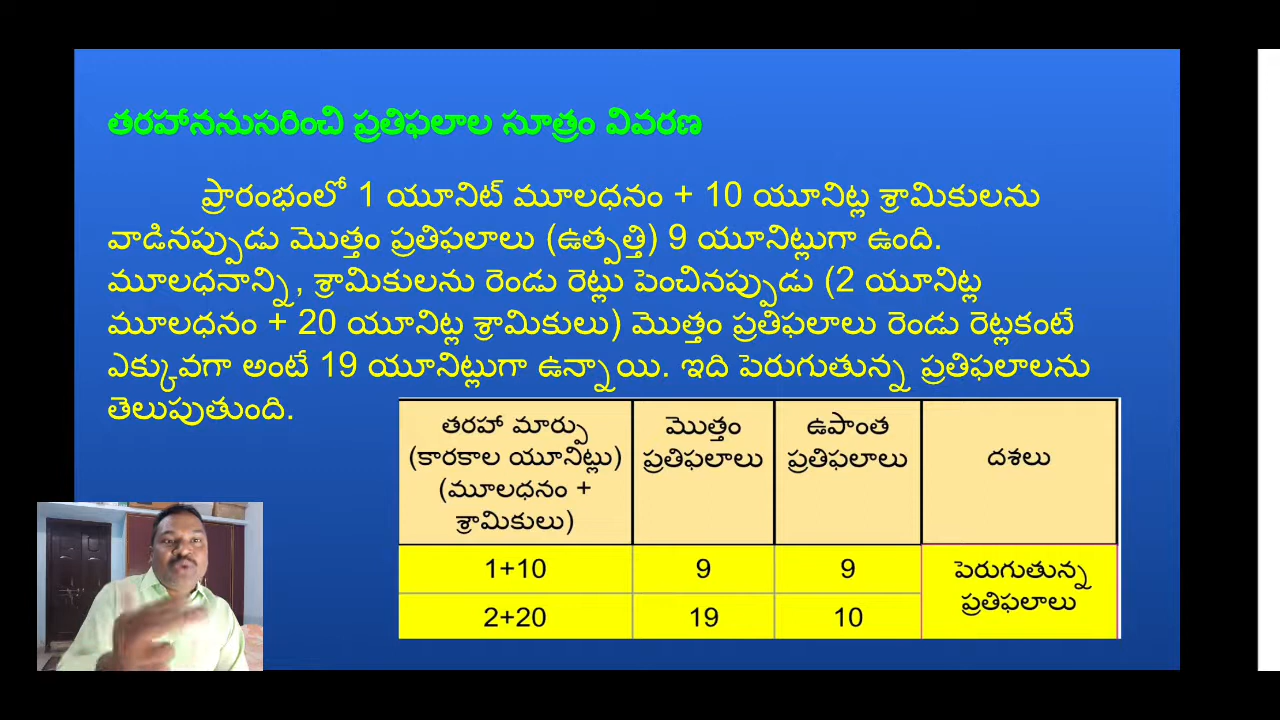 తరహాననుసరించి ప్రతిఫలాల సూత్రం వివరణ
ప్రారంభంలో 1 యూనిట్ మూలధనం + 10 యూనిట్ల శ్రామికులను
వాడినప్పుడు మొత్తం ప్రతిఫలాలు (ఉత్పత్తి) 9 యూనిట్లుగా ఉంది.
మూలధనాన్ని, శ్రామికులను రెండు రెట్లు పెంచినప్పుడు (2 యూనిట్ల
మూలధనం + 20 యూనిట్ల శ్రామికులు) మొత్తం ప్రతిఫలాలు రెండు రెట్లకంటే
ఎక్కువగా అంటే 19 యూనిట్లుగా ఉన్నాయి. ఇది పెరుగుతున్న ప్రతిఫలాలను
తెలుపుతుంది.
తరహా మార్పు (కారకాల యూనిట్లు) (మూలధనం + శ్రామికులు) మొత్తం ప్రతిఫలాలు ఉపాంత ప్రతిఫలాలు దశలు
1+10 9 9 పెరుగుతున్న ప్రతిఫలాలు
2+20 19 10